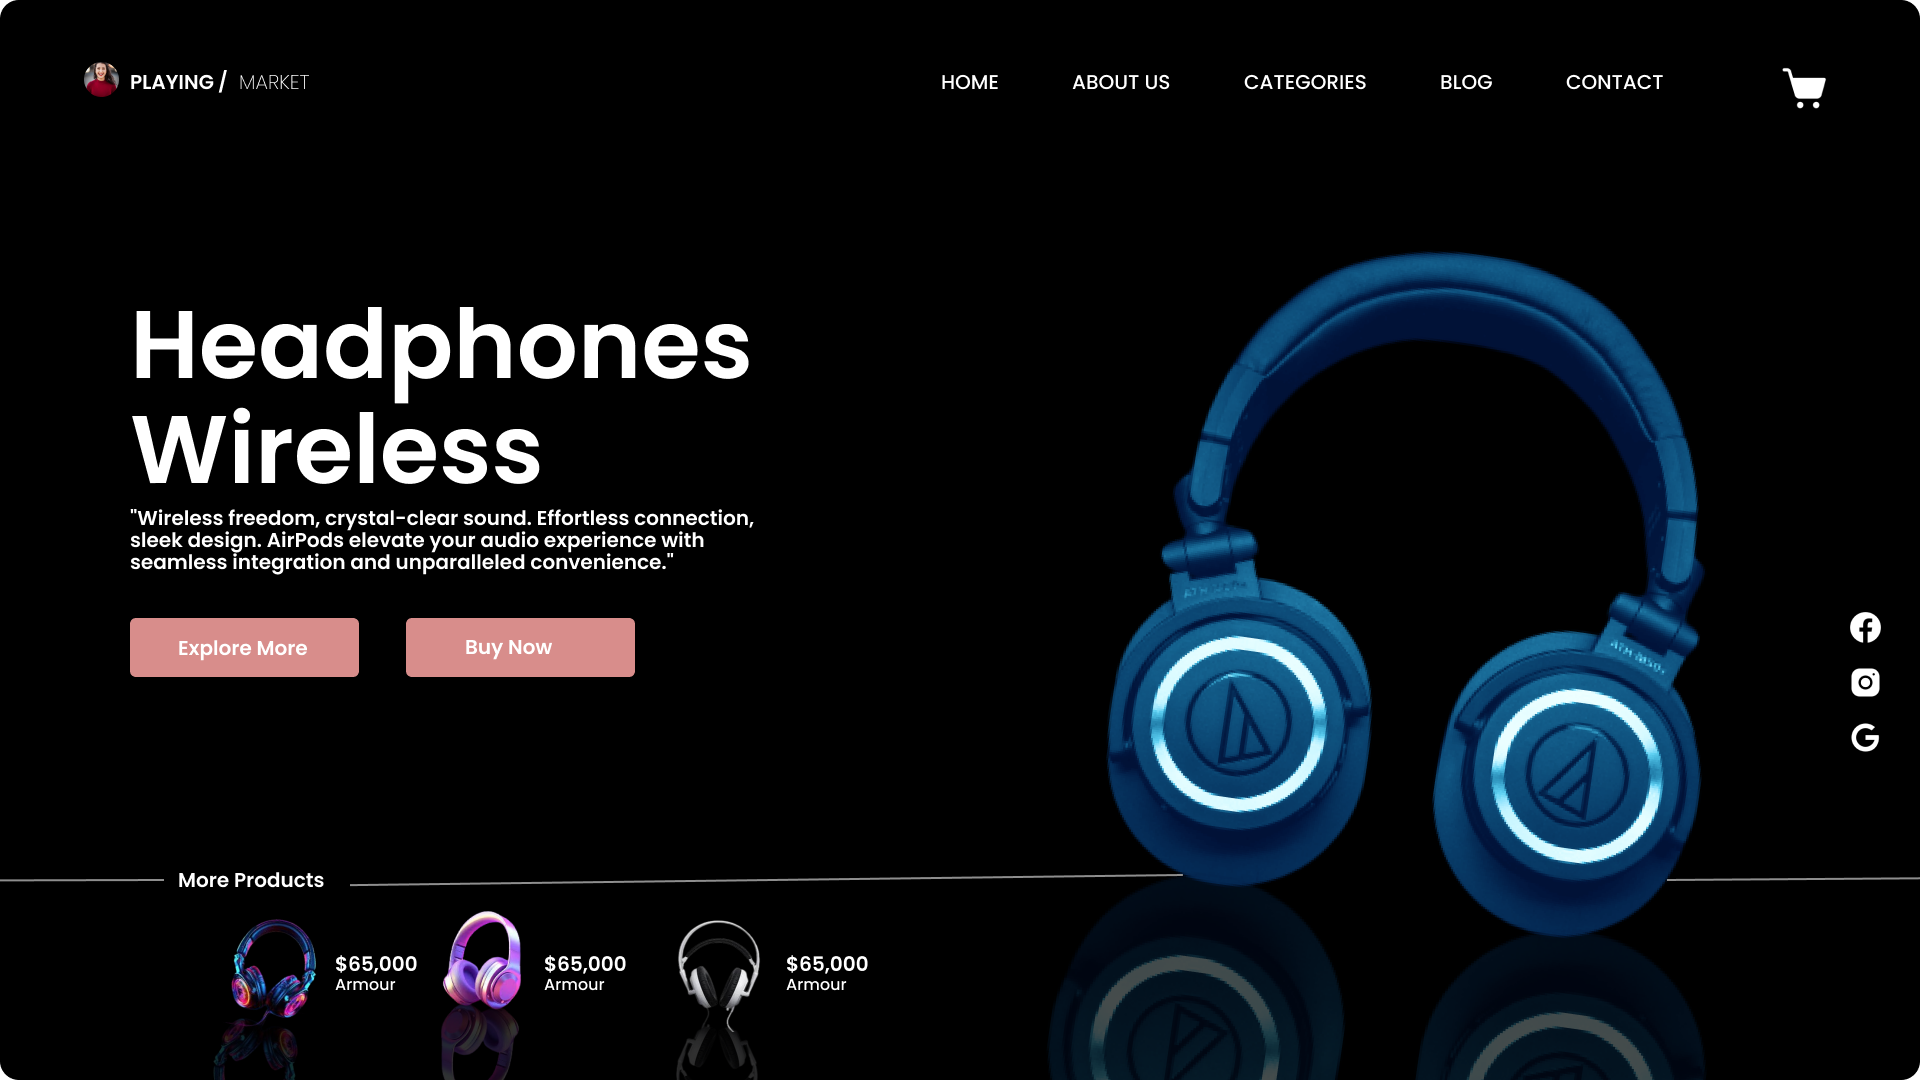 PLAYING / MARKET
HOME
ABOUT US
CATEGORIES
BLOG
CONTACT
Headphones
Wireless
"Wireless freedom, crystal-clear sound. Effortless connection,
sleek design. AirPods elevate your audio experience with
seamless integration and unparalleled convenience."
Explore More
Buy Now
More Products
$65,000
Armour
$65,000
Armour
$65,000
Armour